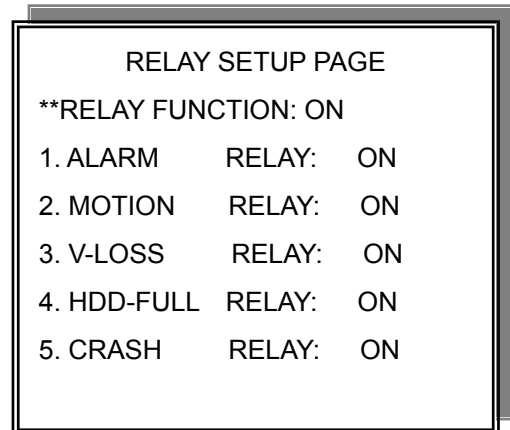 RELAY SETUP PAGE
**RELAY FUNCTION: ON
1. ALARM RELAY: ON
2. MOTION RELAY: ON
3. V-LOSS RELAY: ON
4. HDD-FULL RELAY: ON
5. CRASH RELAY: ON